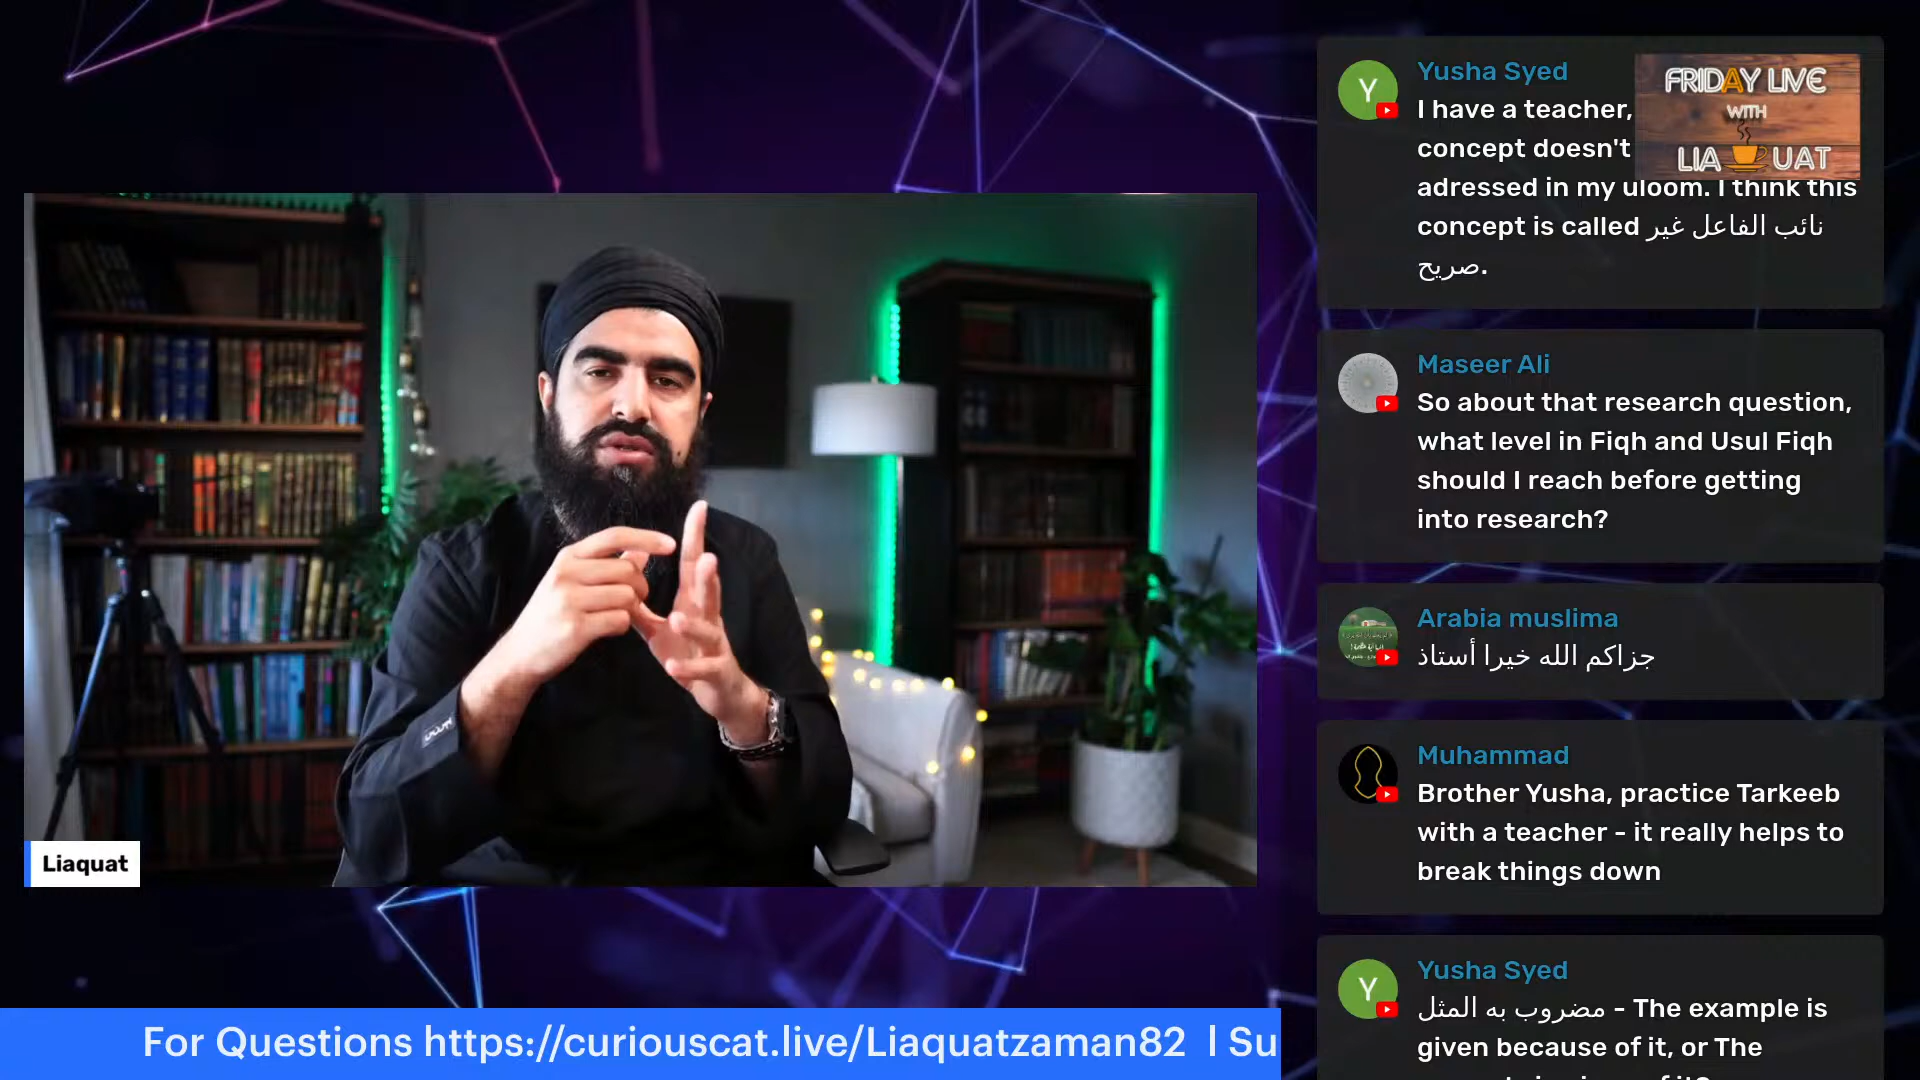 Yusha Syed
I have a teacher,
concept doesn't
adressed in my uloom. I think this
concept is called نائب الفاعل غير
صريح.
FRIDAY LIVE
WITH
LIA UAT
Maseer Ali
So about that research question,
what level in Fiqh and Usul Fiqh
should I reach before getting
into research?
Arabia muslima
جزاكم الله خيرا أستاذ
Muhammad
Brother Yusha, practice Tarkeeb
with a teacher - it really helps to
break things down
Yusha Syed
مضروب به المثل - The example is
given because of it, or The
Liaquat
For Questions https://curiouscat.live/Liaquatzaman82 | Su